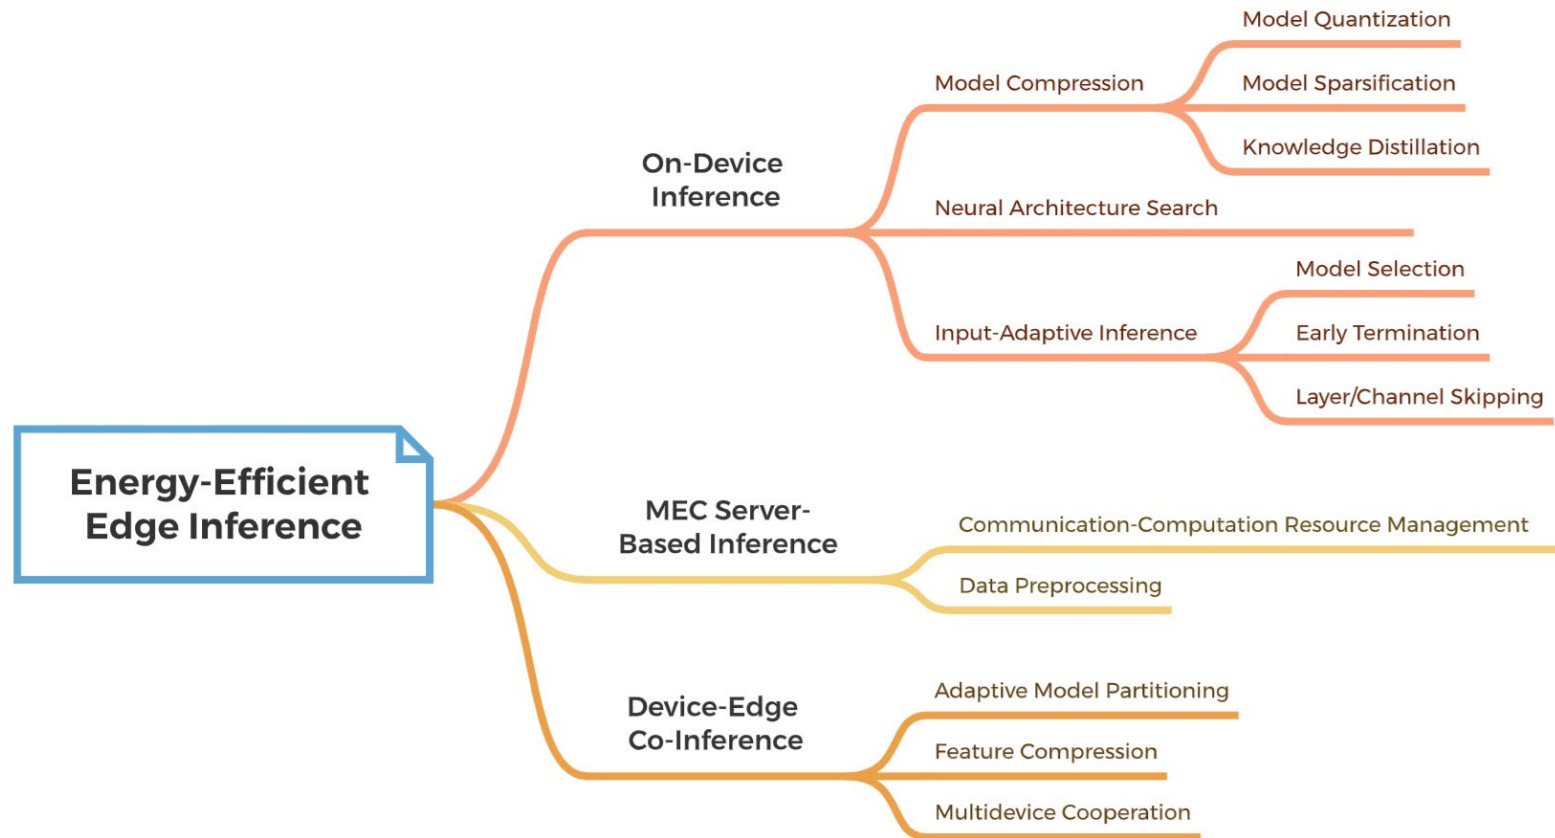 Energy-Efficient
Edge Inference
On-Device
Inference
Model Compression
Model Quantization
Model Sparsification
Knowledge Distillation
Neural Architecture Search
Input-Adaptive Inference
Model Selection
Early Termination
Layer/Channel Skipping
MEC Server-
Based Inference
Communication-Computation Resource Management
Data Preprocessing
Device-Edge
Co-Inference
Adaptive Model Partitioning
Feature Compression
Multidevice Cooperation